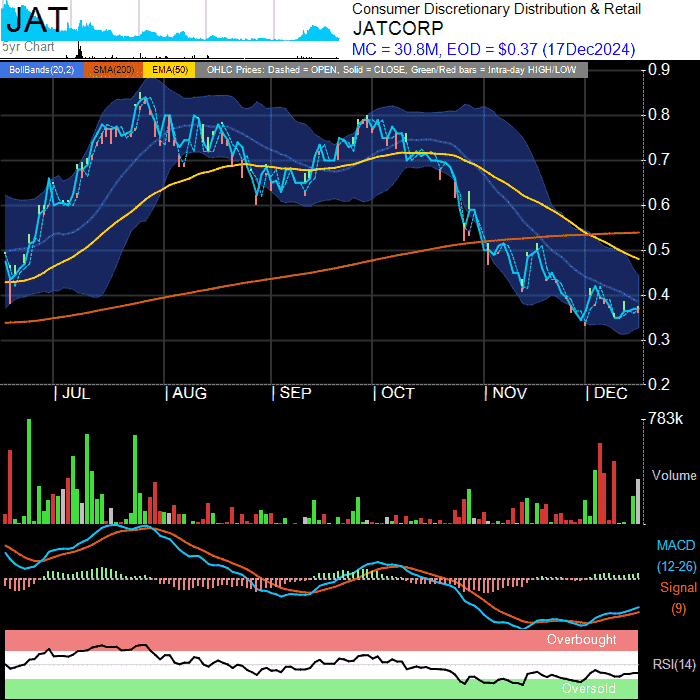 JAT
5yr Chart
Consumer Discretionary Distribution & Retail
JATCORP
MC = 30.8M, EOD = $0.37 (17Dec2024)
BollBands(20,2) SMA(200) EMA(50) OHLC Prices: Dashed = OPEN, Solid = CLOSE, Green/Red bars = Intra-day HIGH/LOW
0.9
0.8
0.7
0.6
0.5
0.4
0.3
0.2
| JUL | AUG | SEP | OCT | NOV | DEC
783k
Volume
MACD
(12-26)
Signal
(9)
Overbought
RSI(14)
Oversold